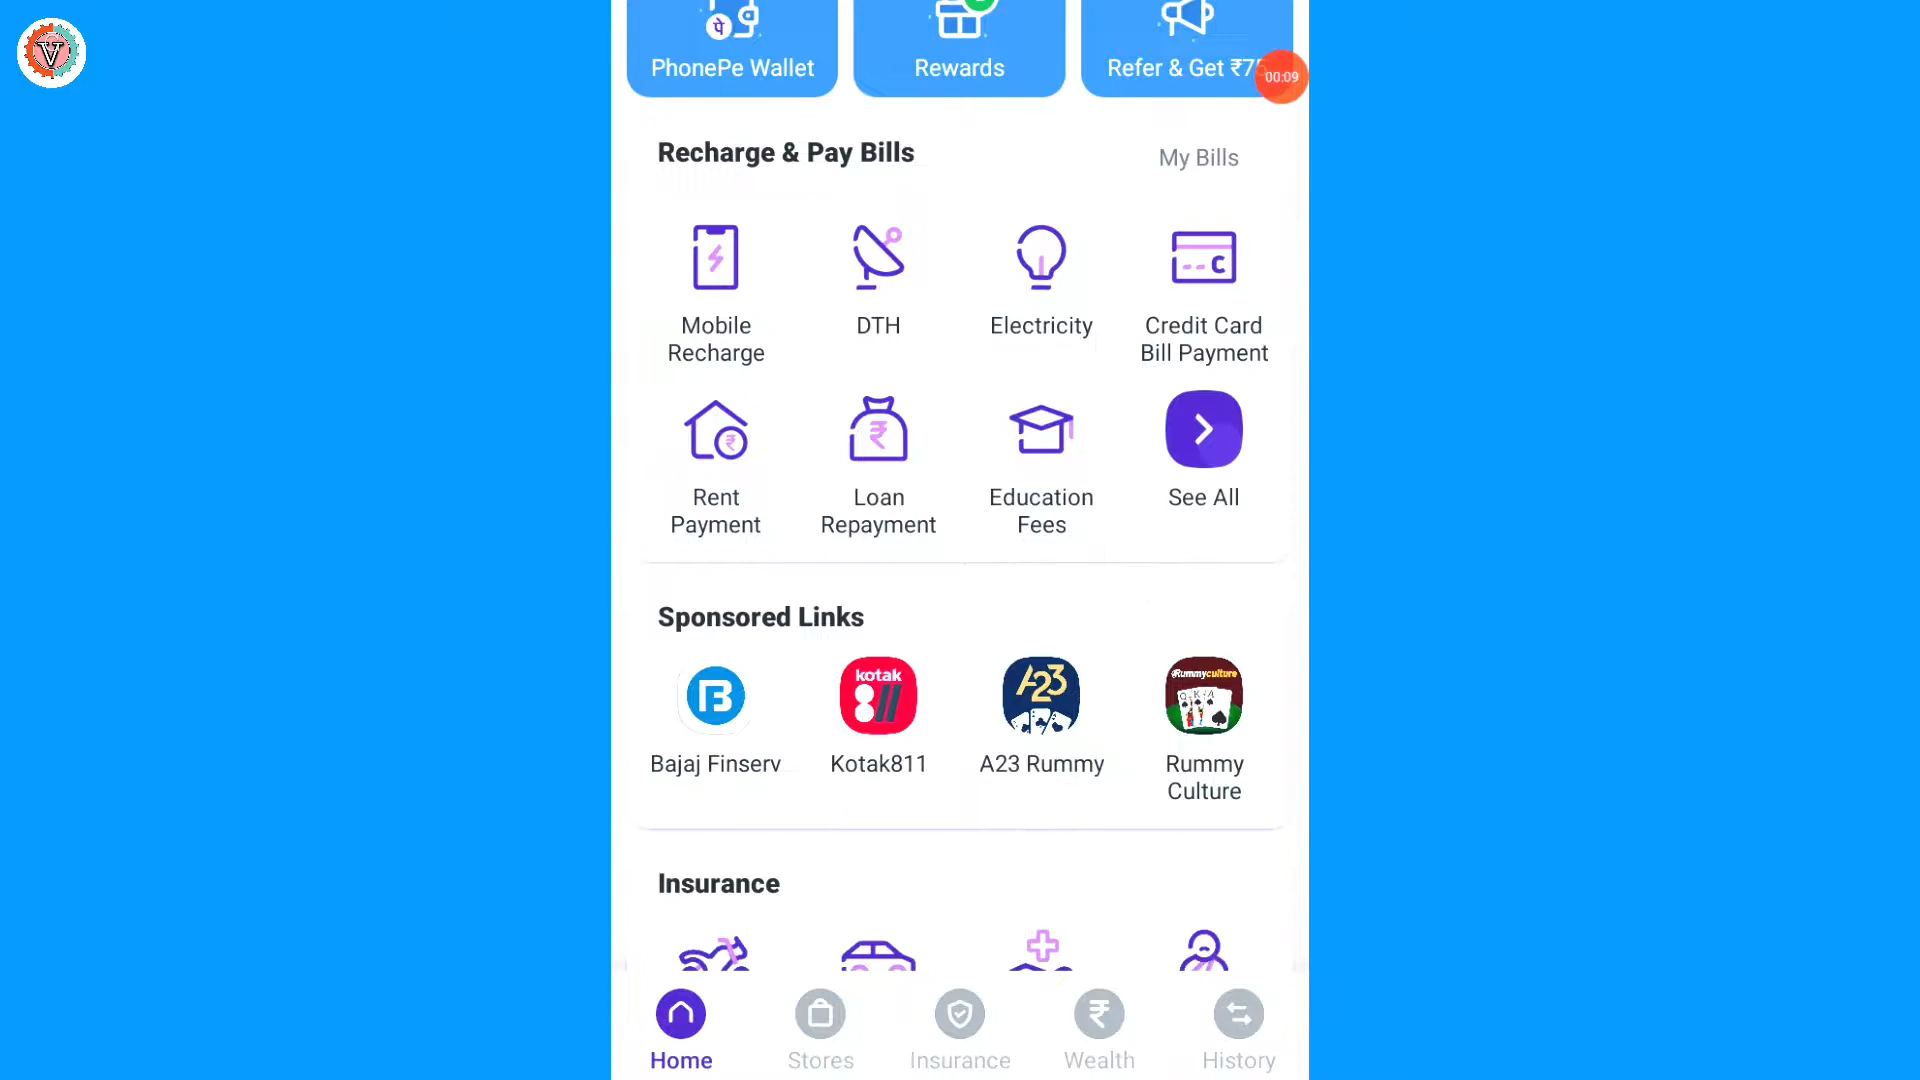 V
पे
PhonePe Wallet
Rewards
Refer & Get ₹75
00:09
Recharge & Pay Bills
My Bills
C
Mobile
Recharge
DTH
Electricity
Credit Card
Bill Payment
₹
₹
Rent
Payment
Loan
Repayment
Education
Fees
See All
Sponsored Links
B
kotak
811
A23
Rummyculture
Q K A
Bajaj Finserv
Kotak811
A23 Rummy
Rummy
Culture
Insurance
₹
Home
Stores
Insurance
Wealth
History